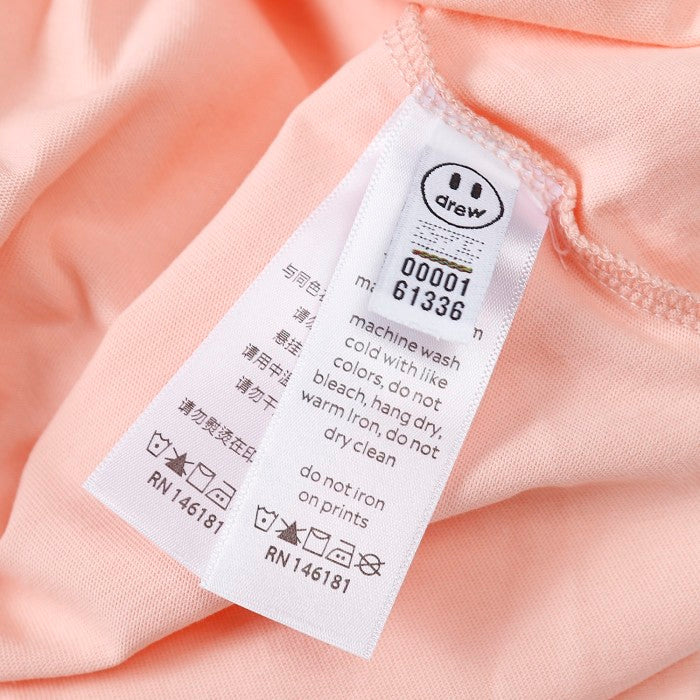 drew
00001
61336
machine wash
cold with like
colors, do not
bleach, hang dry,
warm Iron, do not
dry clean
do not iron
on prints
RN 146181
与同色
请勿
悬挂
请用中温
请勿干
请勿熨烫在印
RN 146181